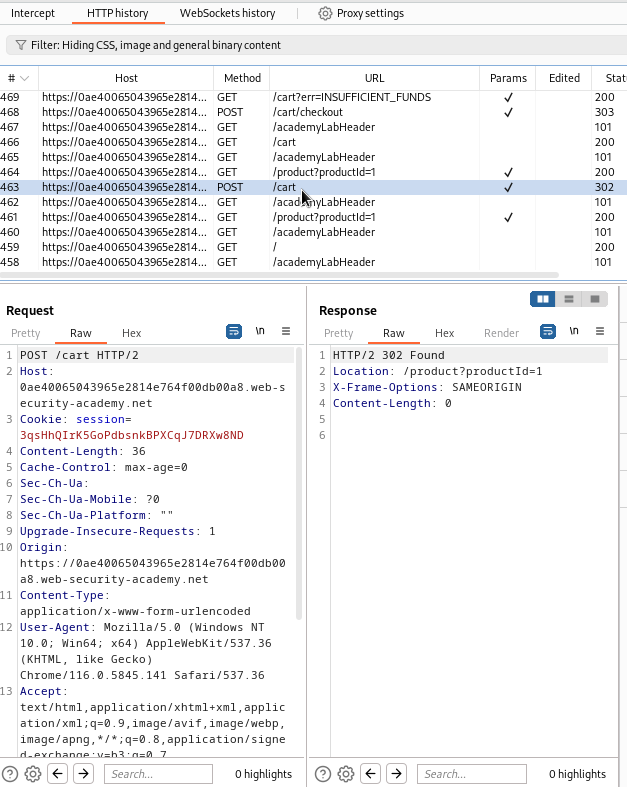 Intercept HTTP history WebSockets history Proxy settings
Filter: Hiding CSS, image and general binary content
# Host Method URL Params Edited Statu
469 https://0ae40065043965e2814... GET /cart?err=INSUFFICIENT_FUNDS ✓ 200
468 https://0ae40065043965e2814... POST /cart/checkout ✓ 303
467 https://0ae40065043965e2814... GET /academyLabHeader 101
466 https://0ae40065043965e2814... GET /cart 200
465 https://0ae40065043965e2814... GET /academyLabHeader 101
464 https://0ae40065043965e2814... GET /product?productId=1 ✓ 200
463 https://0ae40065043965e2814... POST /cart ✓ 302
462 https://0ae40065043965e2814... GET /academyLabHeader 101
461 https://0ae40065043965e2814... GET /product?productId=1 ✓ 200
460 https://0ae40065043965e2814... GET /academyLabHeader 101
459 https://0ae40065043965e2814... GET / 200
458 https://0ae40065043965e2814... GET /academyLabHeader 101
Request
Pretty Raw Hex \n
1 POST /cart HTTP/2
2 Host:
0ae40065043965e2814e764f00db00a8.web-s
ecurity-academy.net
3 Cookie: session=
3qsHhQIrK5GoPdbsnkBPXCqJ7DRXw8ND
4 Content-Length: 36
5 Cache-Control: max-age=0
6 Sec-Ch-Ua:
7 Sec-Ch-Ua-Mobile: ?0
8 Sec-Ch-Ua-Platform: ""
9 Upgrade-Insecure-Requests: 1
10 Origin:
https://0ae40065043965e2814e764f00db00
a8.web-security-academy.net
11 Content-Type:
application/x-www-form-urlencoded
12 User-Agent: Mozilla/5.0 (Windows NT
10.0; Win64; x64) AppleWebKit/537.36
(KHTML, like Gecko)
Chrome/116.0.5845.141 Safari/537.36
13 Accept:
text/html,application/xhtml+xml,applic
ation/xml;q=0.9,image/avif,image/webp,
image/apng,*/*;q=0.8,application/signe
d-exchange;v=b3;q=0.7
Search... 0 highlights
Response
Pretty Raw Hex Render \n
1 HTTP/2 302 Found
2 Location: /product?productId=1
3 X-Frame-Options: SAMEORIGIN
4 Content-Length: 0
5
6
Search... 0 highlights